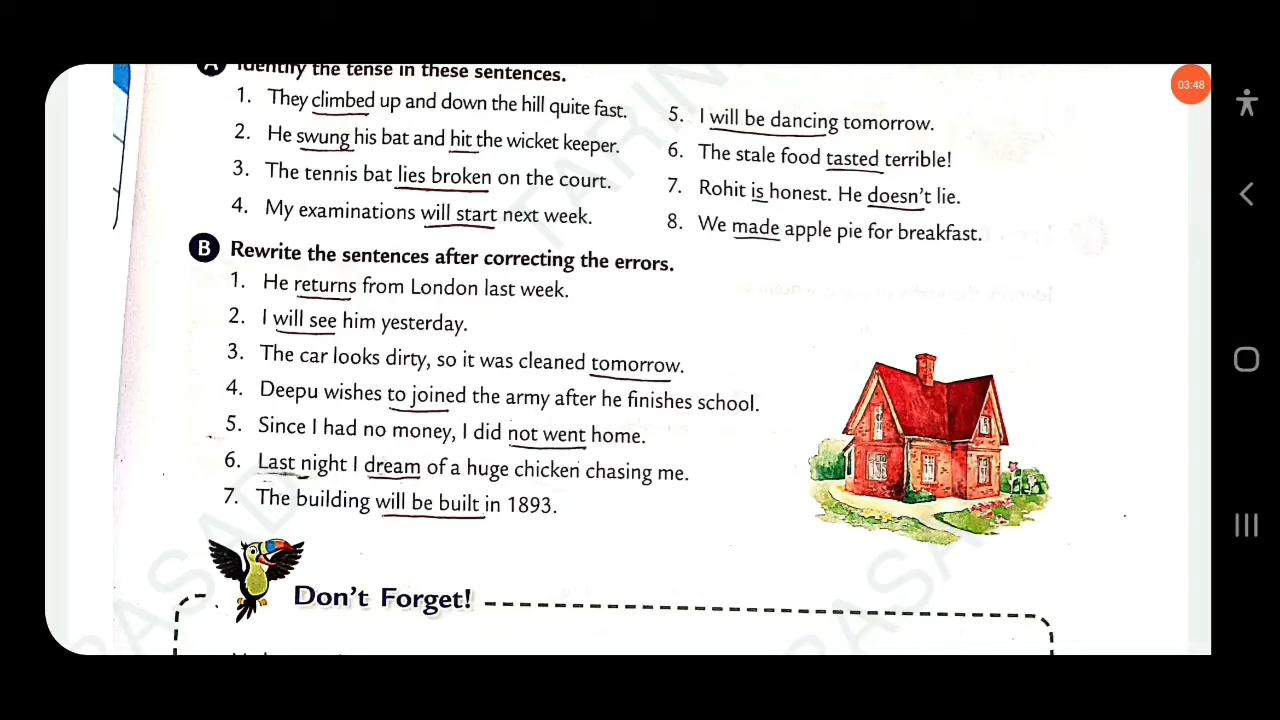 03:48
A Identify the tense in these sentences.
1. They climbed up and down the hill quite fast.
2. He swung his bat and hit the wicket keeper.
3. The tennis bat lies broken on the court.
4. My examinations will start next week.
5. I will be dancing tomorrow.
6. The stale food tasted terrible!
7. Rohit is honest. He doesn't lie.
8. We made apple pie for breakfast.
B Rewrite the sentences after correcting the errors.
1. He returns from London last week.
2. I will see him yesterday.
3. The car looks dirty, so it was cleaned tomorrow.
4. Deepu wishes to joined the army after he finishes school.
5. Since I had no money, I did not went home.
6. Last night I dream of a huge chicken chasing me.
7. The building will be built in 1893.
Don't Forget!